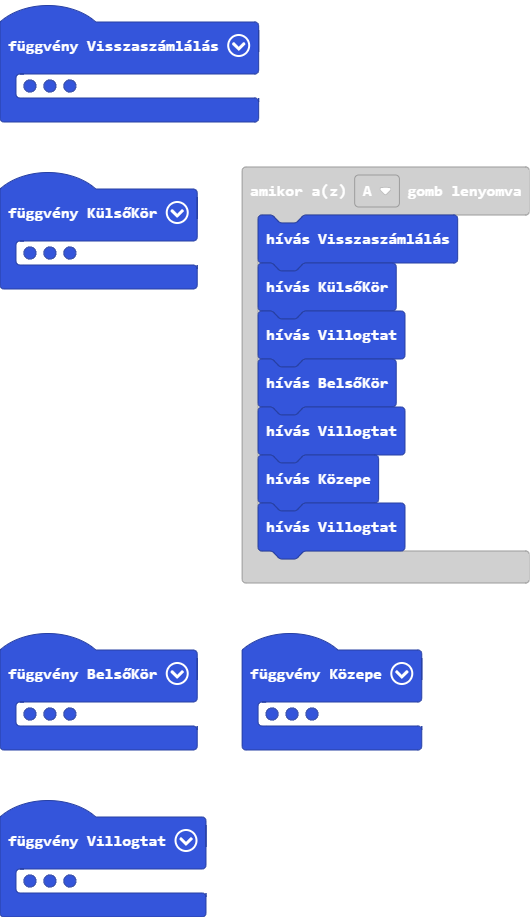 függvény Visszaszámlálás
függvény KülsőKör
amikor a(z) A gomb lenyomva
hívás Visszaszámlálás
hívás KülsőKör
hívás Villogtat
hívás BelsőKör
hívás Villogtat
hívás Közepe
hívás Villogtat
függvény BelsőKör
függvény Közepe
függvény Villogtat